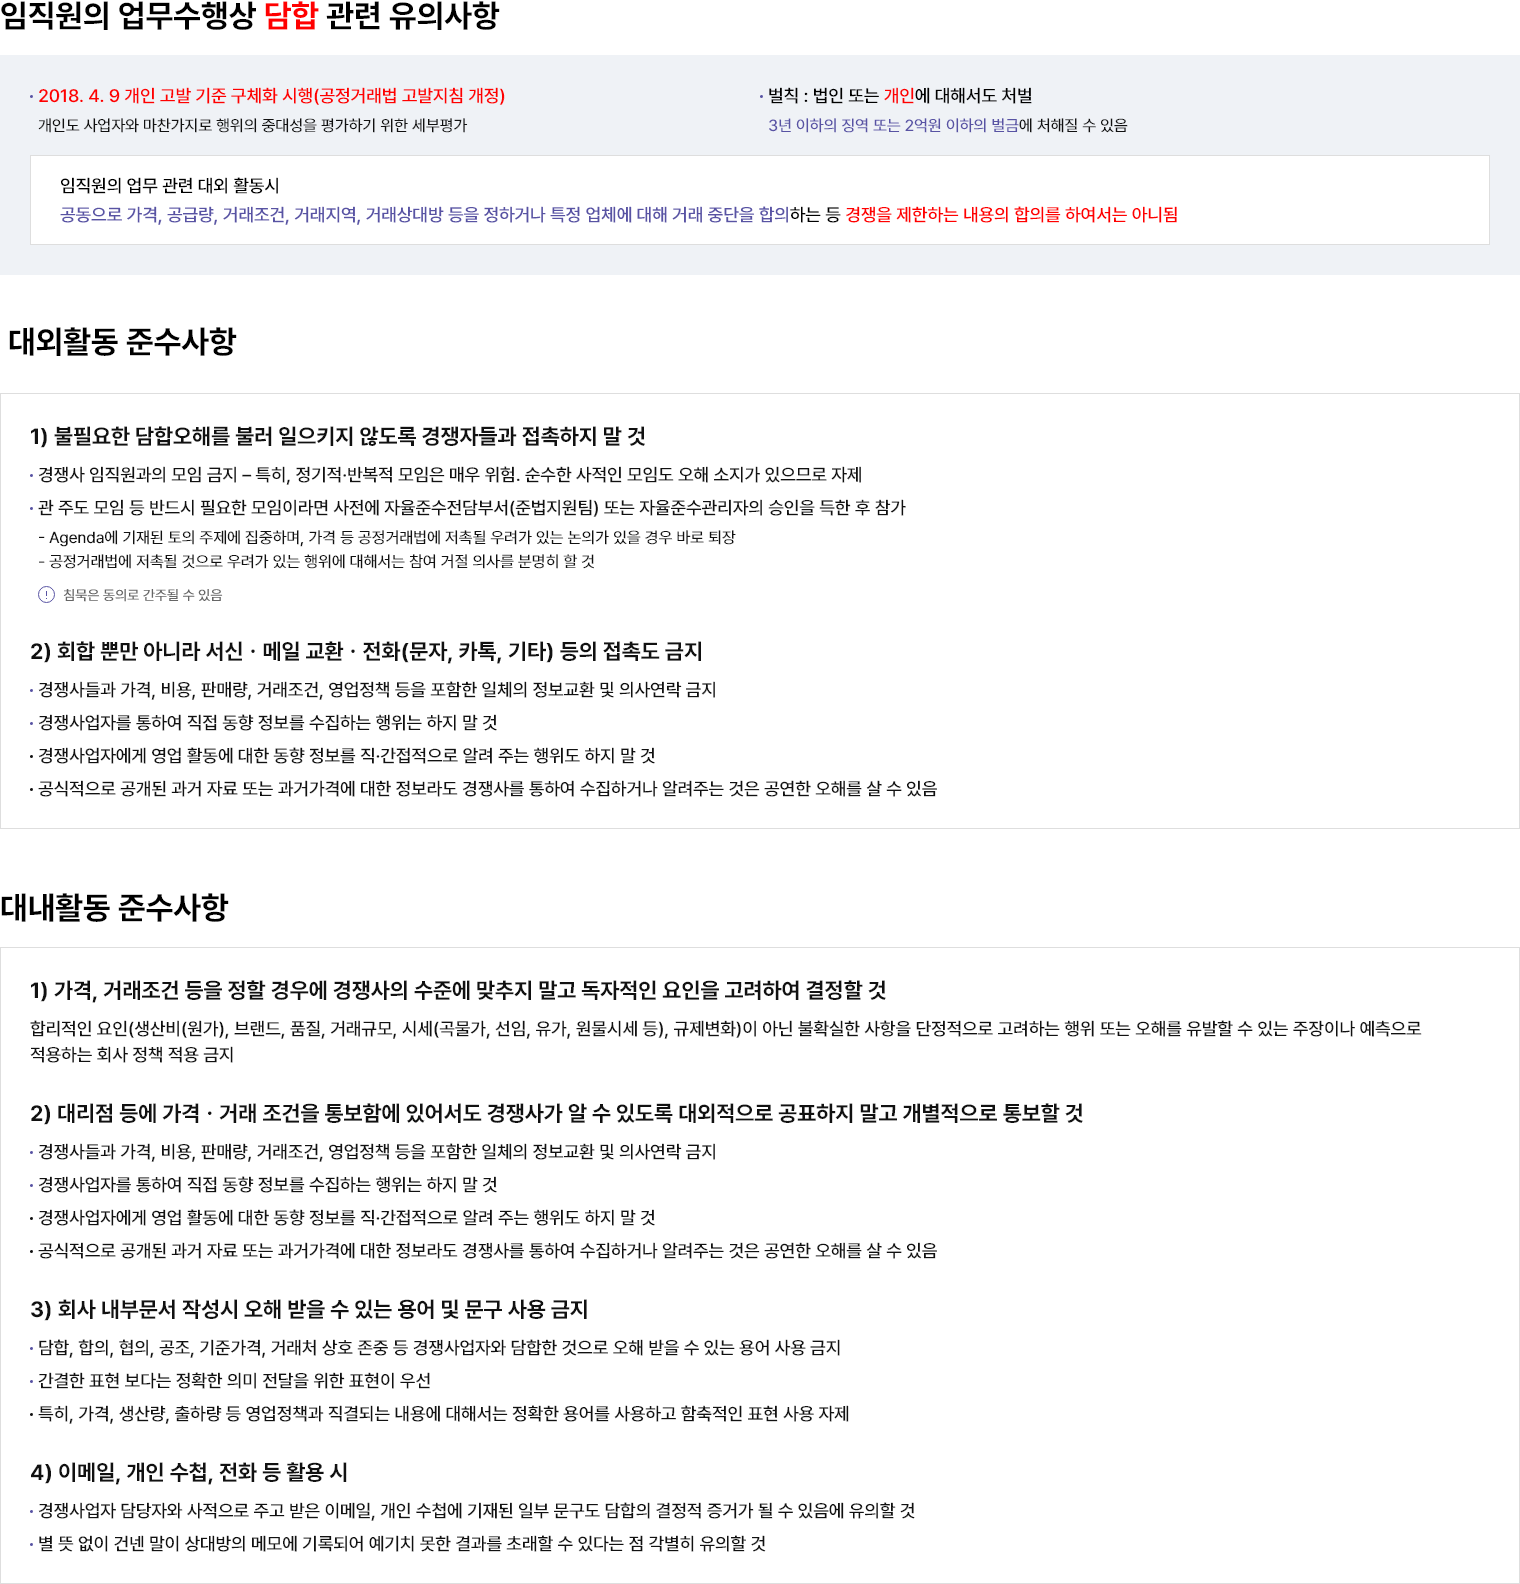 임직원의 업무수행상 담합 관련 유의사항
· 2018. 4. 9 개인 고발 기준 구체화 시행(공정거래법 고발지침 개정)
개인도 사업자와 마찬가지로 행위의 중대성을 평가하기 위한 세부평가
· 벌칙 : 법인 또는 개인에 대해서도 처벌
3년 이하의 징역 또는 2억원 이하의 벌금에 처해질 수 있음
임직원의 업무 관련 대외 활동시
공동으로 가격, 공급량, 거래조건, 거래지역, 거래상대방 등을 정하거나 특정 업체에 대해 거래 중단을 합의하는 등 경쟁을 제한하는 내용의 합의를 하여서는 아니됨
대외활동 준수사항
1) 불필요한 담합오해를 불러 일으키지 않도록 경쟁자들과 접촉하지 말 것
· 경쟁사 임직원과의 모임 금지 – 특히, 정기적·반복적 모임은 매우 위험. 순수한 사적인 모임도 오해 소지가 있으므로 자제
· 관 주도 모임 등 반드시 필요한 모임이라면 사전에 자율준수전담부서(준법지원팀) 또는 자율준수관리자의 승인을 득한 후 참가
- Agenda에 기재된 토의 주제에 집중하며, 가격 등 공정거래법에 저촉될 우려가 있는 논의가 있을 경우 바로 퇴장
- 공정거래법에 저촉될 것으로 우려가 있는 행위에 대해서는 참여 거절 의사를 분명히 할 것
! 침묵은 동의로 간주될 수 있음
2) 회합 뿐만 아니라 서신 · 메일 교환 · 전화(문자, 카톡, 기타) 등의 접촉도 금지
· 경쟁사들과 가격, 비용, 판매량, 거래조건, 영업정책 등을 포함한 일체의 정보교환 및 의사연락 금지
· 경쟁사업자를 통하여 직접 동향 정보를 수집하는 행위는 하지 말 것
· 경쟁사업자에게 영업 활동에 대한 동향 정보를 직·간접적으로 알려 주는 행위도 하지 말 것
· 공식적으로 공개된 과거 자료 또는 과거가격에 대한 정보라도 경쟁사를 통하여 수집하거나 알려주는 것은 공연한 오해를 살 수 있음
대내활동 준수사항
1) 가격, 거래조건 등을 정할 경우에 경쟁사의 수준에 맞추지 말고 독자적인 요인을 고려하여 결정할 것
합리적인 요인(생산비(원가), 브랜드, 품질, 거래규모, 시세(곡물가, 선임, 유가, 원물시세 등), 규제변화)이 아닌 불확실한 사항을 단정적으로 고려하는 행위 또는 오해를 유발할 수 있는 주장이나 예측으로
적용하는 회사 정책 적용 금지
2) 대리점 등에 가격 · 거래 조건을 통보함에 있어서도 경쟁사가 알 수 있도록 대외적으로 공표하지 말고 개별적으로 통보할 것
· 경쟁사들과 가격, 비용, 판매량, 거래조건, 영업정책 등을 포함한 일체의 정보교환 및 의사연락 금지
· 경쟁사업자를 통하여 직접 동향 정보를 수집하는 행위는 하지 말 것
· 경쟁사업자에게 영업 활동에 대한 동향 정보를 직·간접적으로 알려 주는 행위도 하지 말 것
· 공식적으로 공개된 과거 자료 또는 과거가격에 대한 정보라도 경쟁사를 통하여 수집하거나 알려주는 것은 공연한 오해를 살 수 있음
3) 회사 내부문서 작성시 오해 받을 수 있는 용어 및 문구 사용 금지
· 담합, 합의, 협의, 공조, 기준가격, 거래처 상호 존중 등 경쟁사업자와 담합한 것으로 오해 받을 수 있는 용어 사용 금지
· 간결한 표현 보다는 정확한 의미 전달을 위한 표현이 우선
· 특히, 가격, 생산량, 출하량 등 영업정책과 직결되는 내용에 대해서는 정확한 용어를 사용하고 함축적인 표현 사용 자제
4) 이메일, 개인 수첩, 전화 등 활용 시
· 경쟁사업자 담당자와 사적으로 주고 받은 이메일, 개인 수첩에 기재된 일부 문구도 담합의 결정적 증거가 될 수 있음에 유의할 것
· 별 뜻 없이 건넨 말이 상대방의 메모에 기록되어 예기치 못한 결과를 초래할 수 있다는 점 각별히 유의할 것